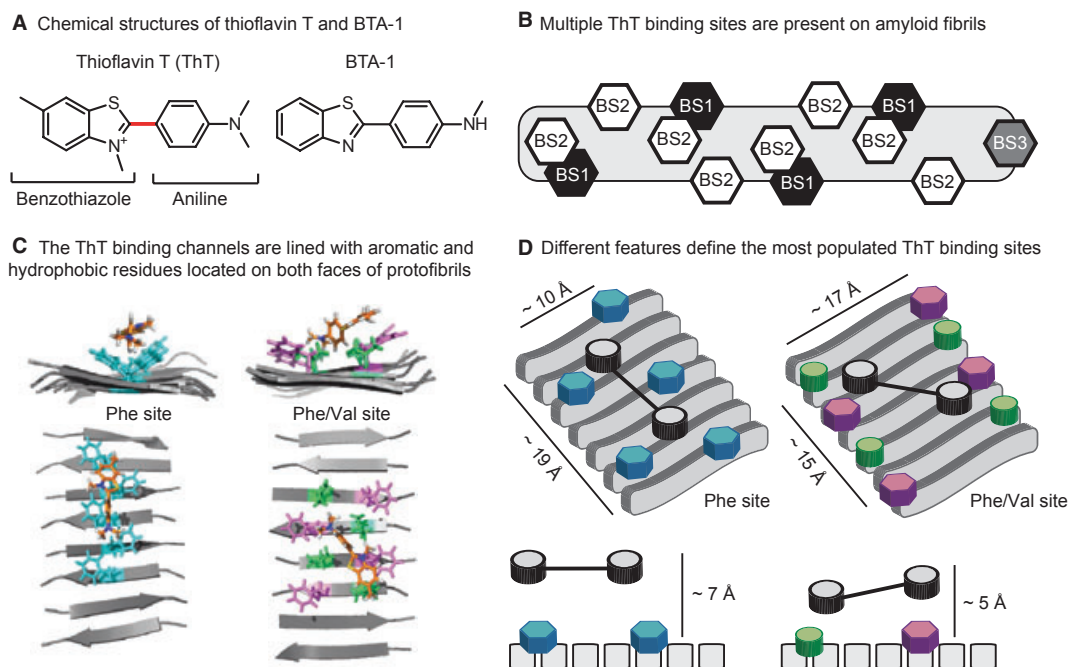 A Chemical structures of thioflavin T and BTA-1
Thioflavin T (ThT)
BTA-1
S
N
N+
S
N
NH
Benzothiazole
Aniline
B Multiple ThT binding sites are present on amyloid fibrils
BS2
BS1
BS2
BS1
BS2
BS2
BS2
BS2
BS3
BS1
BS2
BS1
BS2
C The ThT binding channels are lined with aromatic and
hydrophobic residues located on both faces of protofibrils
Phe site
Phe/Val site
D Different features define the most populated ThT binding sites
~ 10 Å
~ 19 Å
Phe site
~ 17 Å
~ 15 Å
Phe/Val site
~ 7 Å
~ 5 Å